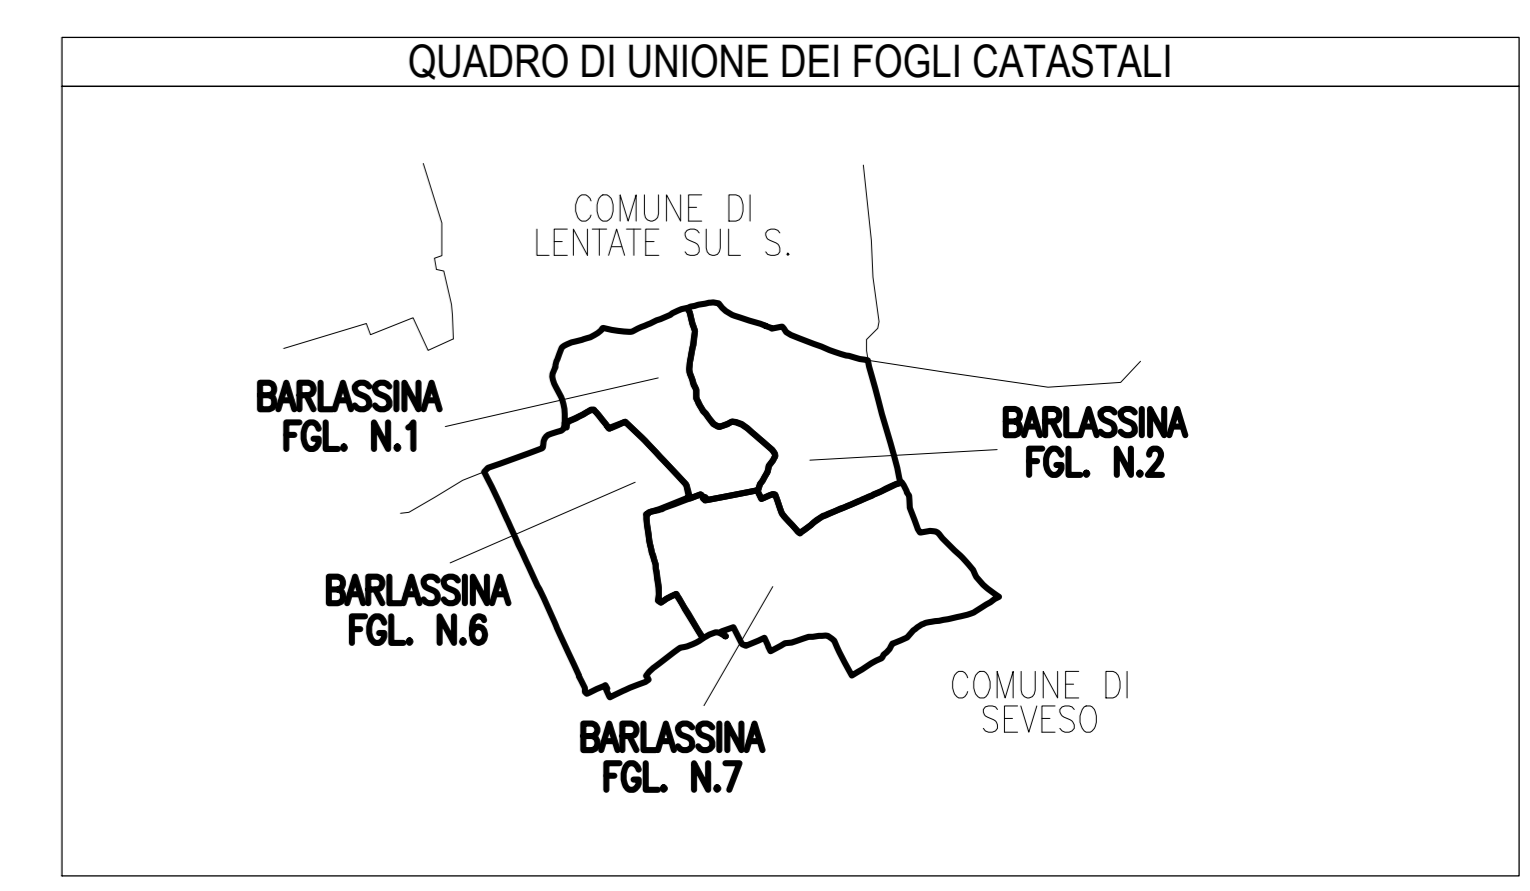 QUADRO DI UNIONE DEI FOGLI CATASTALI
COMUNE DI
LENTATE SUL S.
BARLASSINA
FGL. N.1
BARLASSINA
FGL. N.2
BARLASSINA
FGL. N.6
COMUNE DI
SEVESO
BARLASSINA
FGL. N.7